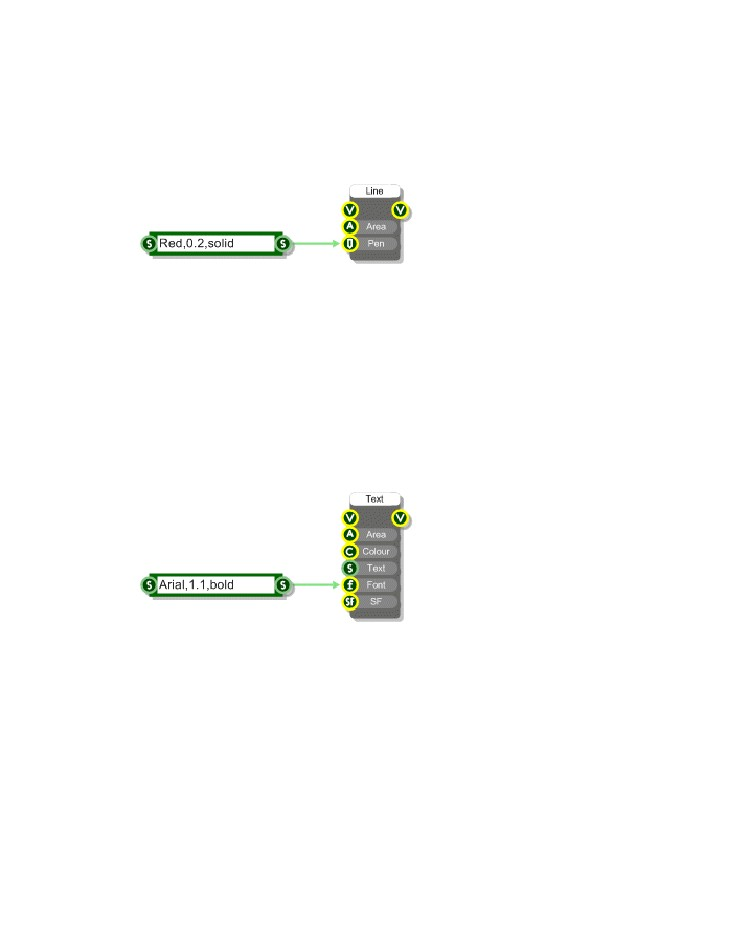 Line
V V
A Area
S Red,0.2,solid S Pen
Text
V V
A Area
C Colour
S Text
S Arial,1.1,bold S f Font
SF SF